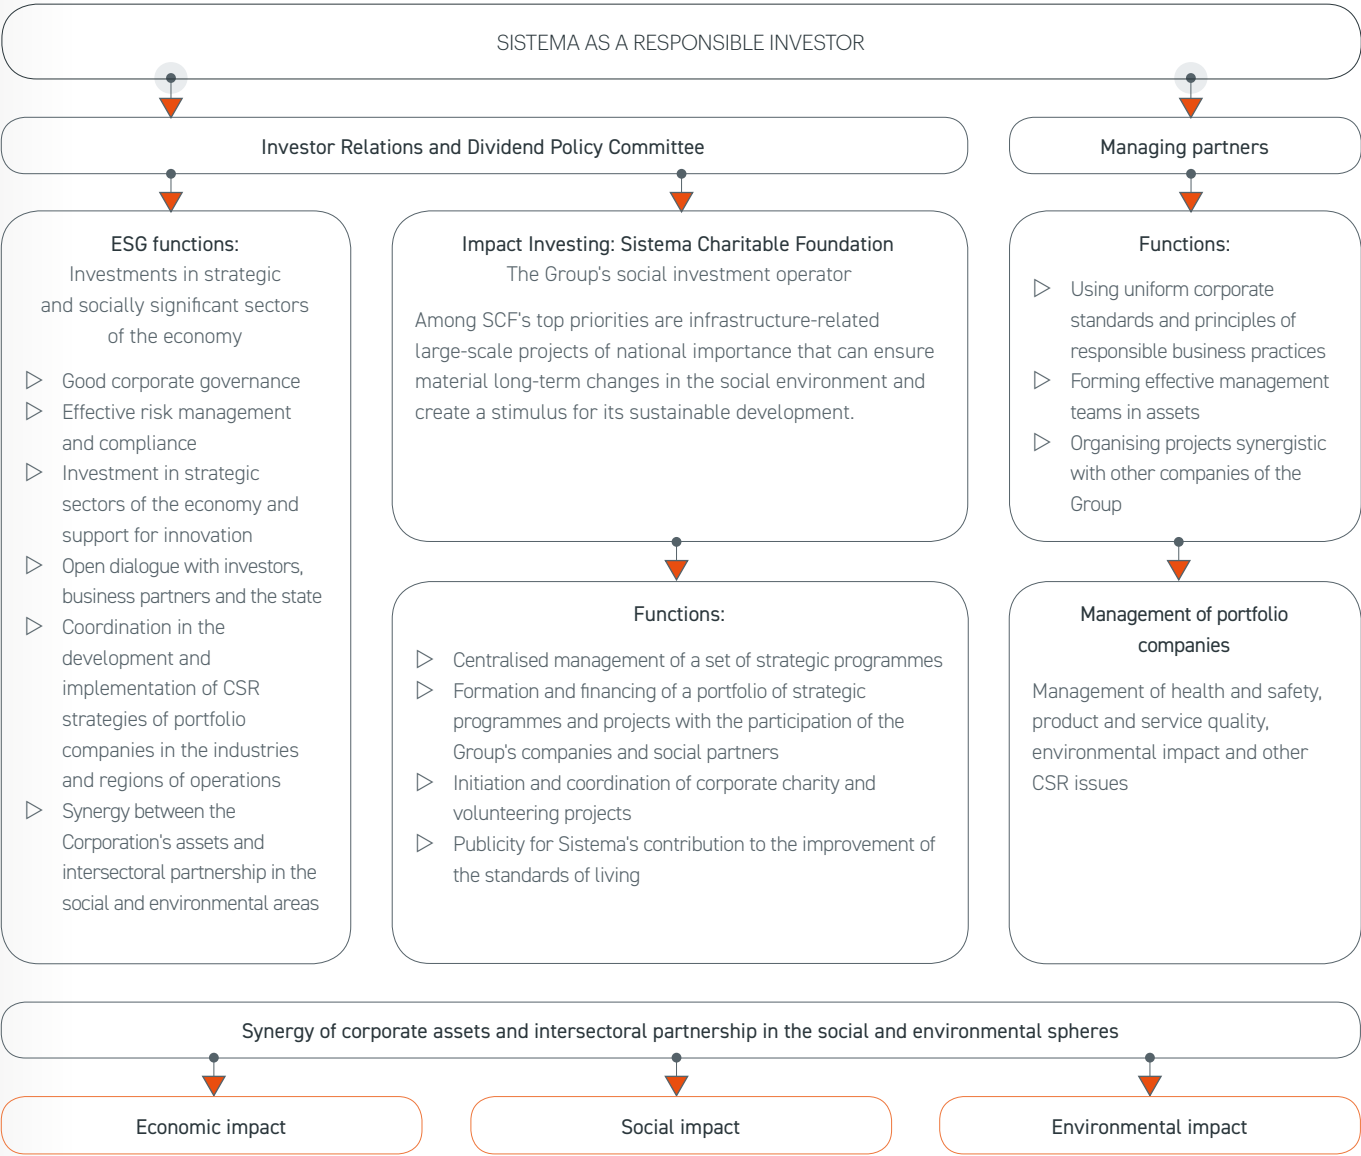 SISTEMA AS A RESPONSIBLE INVESTOR
Investor Relations and Dividend Policy Committee
Managing partners
ESG functions:
Investments in strategic
and socially significant sectors
of the economy
▷ Good corporate governance
▷ Effective risk management
and compliance
▷ Investment in strategic
sectors of the economy and
support for innovation
▷ Open dialogue with investors,
business partners and the state
▷ Coordination in the
development and
implementation of CSR
strategies of portfolio
companies in the industries
and regions of operations
▷ Synergy between the
Corporation's assets and
intersectoral partnership in the
social and environmental areas
Impact Investing: Sistema Charitable Foundation
The Group's social investment operator
Among SCF's top priorities are infrastructure-related
large-scale projects of national importance that can ensure
material long-term changes in the social environment and
create a stimulus for its sustainable development.
Functions:
▷ Centralised management of a set of strategic programmes
▷ Formation and financing of a portfolio of strategic
programmes and projects with the participation of the
Group's companies and social partners
▷ Initiation and coordination of corporate charity and
volunteering projects
▷ Publicity for Sistema's contribution to the improvement of
the standards of living
Functions:
▷ Using uniform corporate
standards and principles of
responsible business practices
▷ Forming effective management
teams in assets
▷ Organising projects synergistic
with other companies of the
Group
Management of portfolio
companies
Management of health and safety,
product and service quality,
environmental impact and other
CSR issues
Synergy of corporate assets and intersectoral partnership in the social and environmental spheres
Economic impact
Social impact
Environmental impact